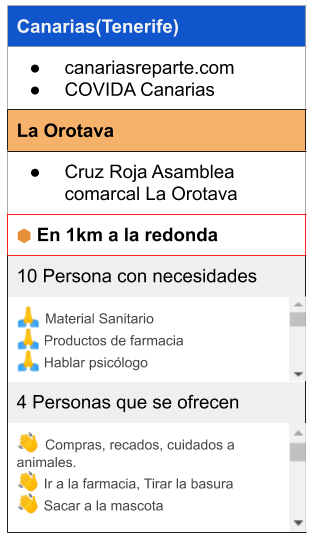 Canarias(Tenerife)
● canariasreparte.com
● COVIDA Canarias
La Orotava
● Cruz Roja Asamblea
comarcal La Orotava
En 1km a la redonda
10 Persona con necesidades
🙏 Material Sanitario
🙏 Productos de farmacia
🙏 Hablar psicólogo
4 Personas que se ofrecen
👋 Compras, recados, cuidados a
animales.
👋 Ir a la farmacia, Tirar la basura
👋 Sacar a la mascota